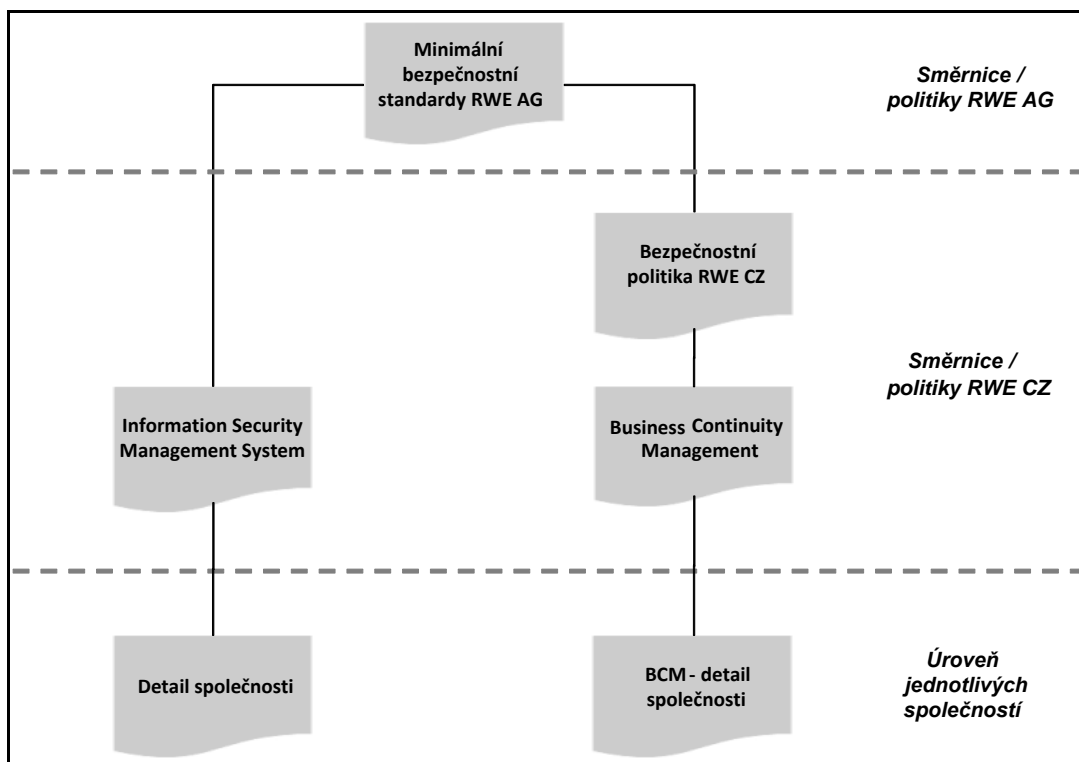 Minimální
bezpečnostní
standardy RWE AG
Směrnice /
politiky RWE AG
Bezpečnostní
politika RWE CZ
Směrnice /
politiky RWE CZ
Information Security
Management System
Business Continuity
Management
Detail společnosti
BCM - detail
společnosti
Úroveň
jednotlivých
společností